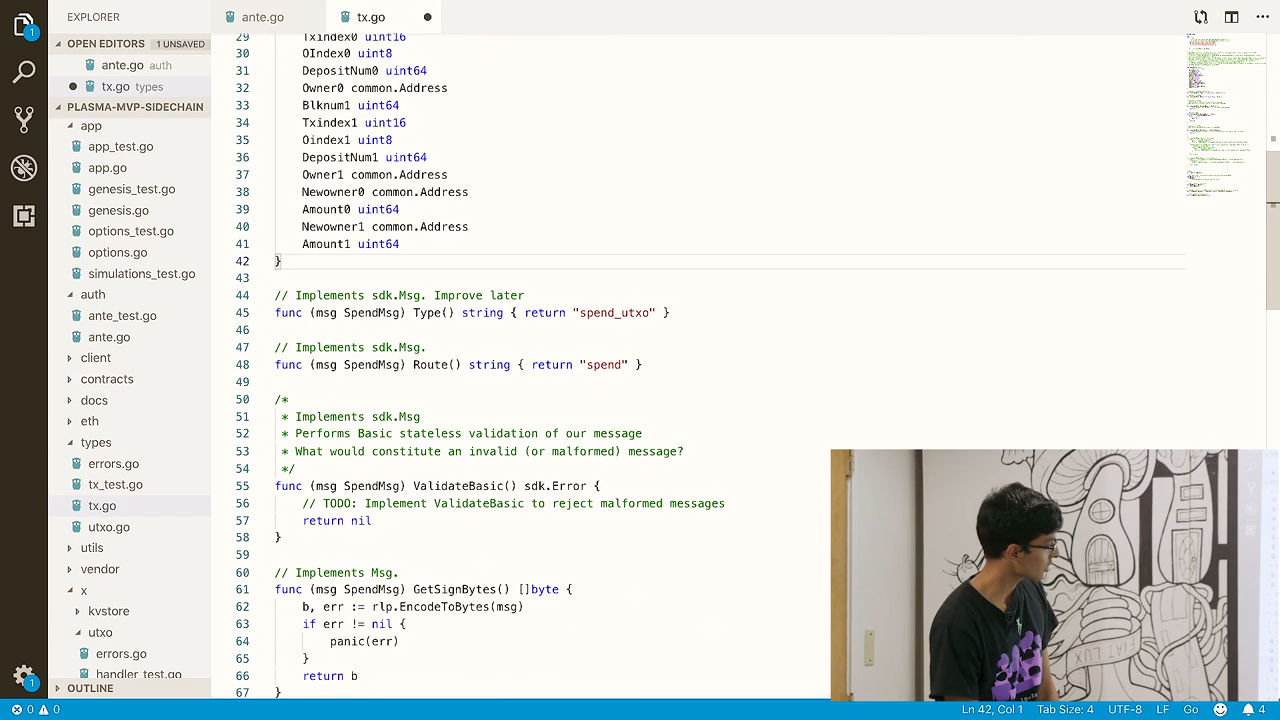 EXPLORER
ante.go
tx.go
OPEN EDITORS 1 UNSAVED
ante.go auth
tx.go types
PLASMA-MVP-SIDECHAIN
app
app_test.go
app.go
genesis_test.go
genesis.go
options_test.go
options.go
simulations_test.go
auth
ante_test.go
ante.go
client
contracts
docs
eth
types
errors.go
tx_test.go
tx.go
utxo.go
utils
vendor
x
kvstore
utxo
errors.go
handler_test.go
OUTLINE
1
1
29 Txindex0 uint16
30 OIndex0 uint8
31 DepositNum0 uint64
32 Owner0 common.Address
33 Blknum1 uint64
34 Txindex1 uint16
35 Oindex1 uint8
36 DepositNum1 uint64
37 Owner1 common.Address
38 Newowner0 common.Address
39 Amount0 uint64
40 Newowner1 common.Address
41 Amount1 uint64
42 }
43
44 // Implements sdk.Msg. Improve later
45 func (msg SpendMsg) Type() string { return "spend_utxo" }
46
47 // Implements sdk.Msg.
48 func (msg SpendMsg) Route() string { return "spend" }
49
50 /*
51 * Implements sdk.Msg
52 * Performs Basic stateless validation of our message
53 * What would constitute an invalid (or malformed) message?
54 */
55 func (msg SpendMsg) ValidateBasic() sdk.Error {
56 // TODO: Implement ValidateBasic to reject malformed messages
57 return nil
58 }
59
60 // Implements Msg.
61 func (msg SpendMsg) GetSignBytes() []byte {
62 b, err := rlp.EncodeToBytes(msg)
63 if err != nil {
64 panic(err)
65 }
66 return b
67 }
FIAT LUX
0 0
Ln 42, Col 1 Tab Size: 4 UTF-8 LF Go 4